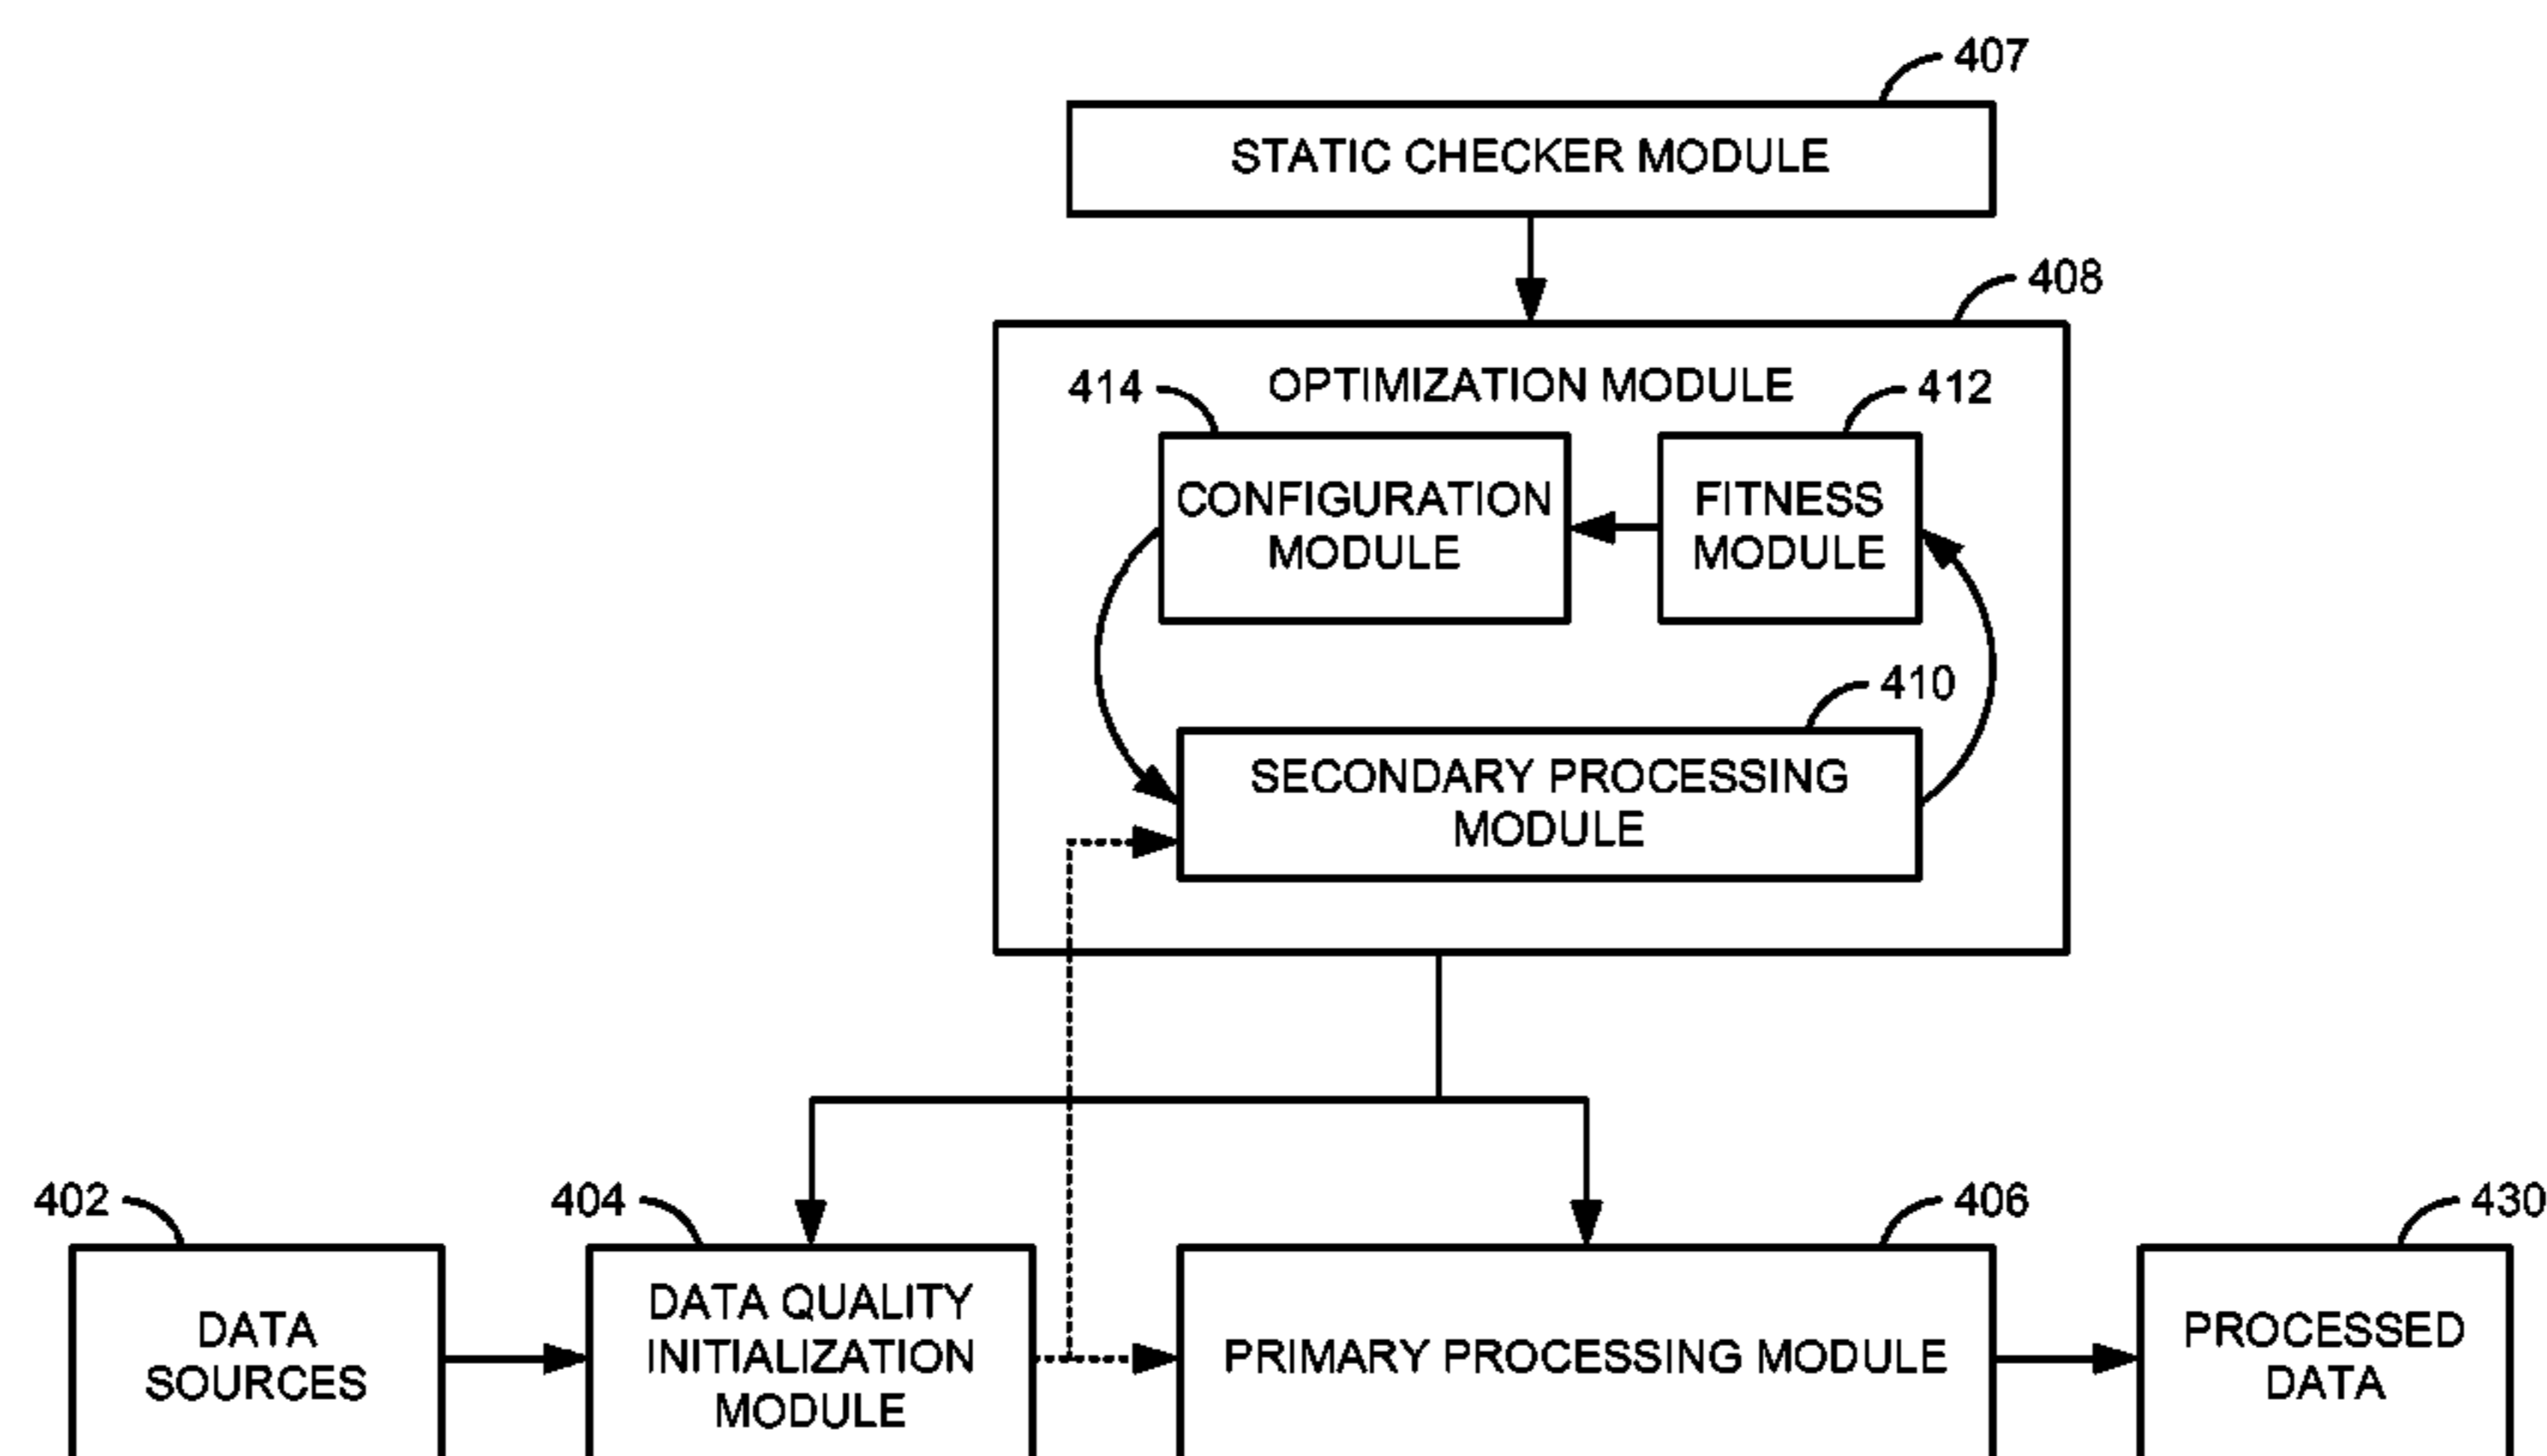 407
STATIC CHECKER MODULE
408
OPTIMIZATION MODULE
414
412
CONFIGURATION
MODULE
FITNESS
MODULE
410
SECONDARY PROCESSING
MODULE
402
404
406
430
DATA
SOURCES
DATA QUALITY
INITIALIZATION
MODULE
PRIMARY PROCESSING MODULE
PROCESSED
DATA